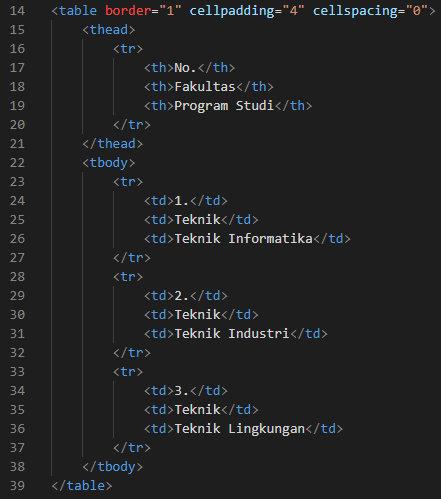 14 <table border="1" cellpadding="4" cellspacing="0">
15     <thead>
16         <tr>
17             <th>No.</th>
18             <th>Fakultas</th>
19             <th>Program Studi</th>
20         </tr>
21     </thead>
22     <tbody>
23         <tr>
24             <td>1.</td>
25             <td>Teknik</td>
26             <td>Teknik Informatika</td>
27         </tr>
28         <tr>
29             <td>2.</td>
30             <td>Teknik</td>
31             <td>Teknik Industri</td>
32         </tr>
33         <tr>
34             <td>3.</td>
35             <td>Teknik</td>
36             <td>Teknik Lingkungan</td>
37         </tr>
38     </tbody>
39 </table>